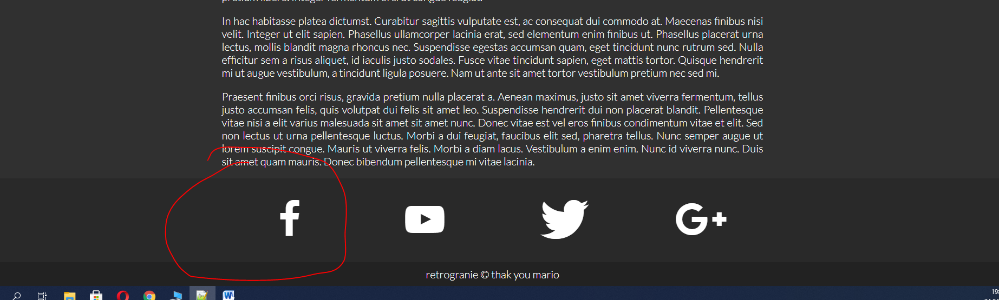 In hac habitasse platea dictumst. Curabitur sagittis vulputate est, ac consequat dui commodo at. Maecenas finibus nisi
velit. Integer ut elit sapien. Phasellus ullamcorper lacinia erat, sed elementum enim finibus ut. Phasellus placerat urna
lectus, mollis blandit magna rhoncus nec. Suspendisse egestas accumsan quam, eget tincidunt nunc rutrum sed. Nulla
efficitur sem a risus aliquet, id iaculis justo sodales. Fusce vitae tincidunt sapien, eget mattis tortor. Quisque hendrerit
mi ut augue vestibulum, a tincidunt ligula posuere. Nam ut ante sit amet tortor vestibulum pretium nec sed mi.
Praesent finibus orci risus, gravida pretium nulla placerat a. Aenean maximus, justo sit amet viverra fermentum, tellus
justo accumsan felis, quis volutpat dui felis sit amet leo. Suspendisse hendrerit dui non placerat blandit. Pellentesque
vitae nisi a elit varius malesuada sit amet sit amet nunc. Donec vitae est vel eros finibus condimentum vitae et elit. Sed
non lectus ut urna pellentesque luctus. Morbi a dui feugiat, faucibus elit sed, pharetra tellus. Nunc semper augue ut
lorem suscipit congue. Mauris ut viverra felis. Morbi a diam lacus. Vestibulum a enim enim. Nunc id viverra nunc. Duis
sit amet quam mauris. Donec bibendum pellentesque mi vitae lacinia.
f
G+
retrogranie © thak you mario
W
19